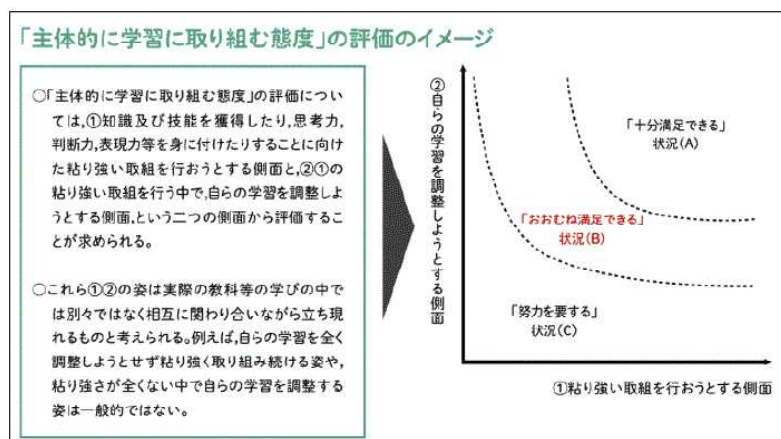 「主体的に学習に取り組む態度」の評価のイメージ
○「主体的に学習に取り組む態度」の評価につい
ては,①知識及び技能を獲得したり,思考力,
判断力,表現力等を身に付けたりすることに向
けた粘り強い取組を行おうとする側面と,②①の
粘り強い取組を行う中で,自らの学習を調整しよ
うとする側面,という二つの側面から評価するこ
とが求められる。
○これら①②の姿は実際の教科等の学びの中で
は別々ではなく相互に関わり合いながら立ち現
れるものと考えられる。例えば,自らの学習を全く
調整しようとせず粘り強く取り組み続ける姿や,
粘り強さが全くない中で自らの学習を調整する
姿は一般的ではない。
②自らの学習を調整しようとする側面
「十分満足できる」
状況(A)
「おおむね満足できる」
状況(B)
「努力を要する」
状況(C)
①粘り強い取組を行おうとする側面